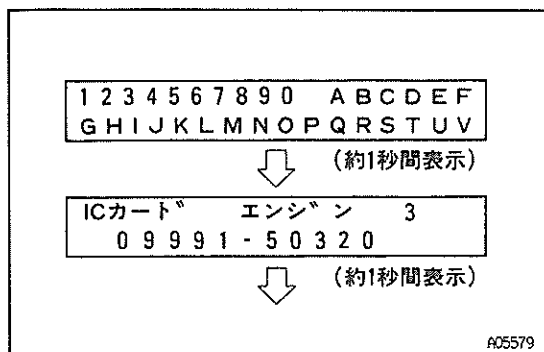 1234567890 ABCDEF
GHIJKLMNOPQRSTUV
(約1秒間表示)
ICカード エンジン 3
09991-50320
(約1秒間表示)
A05579